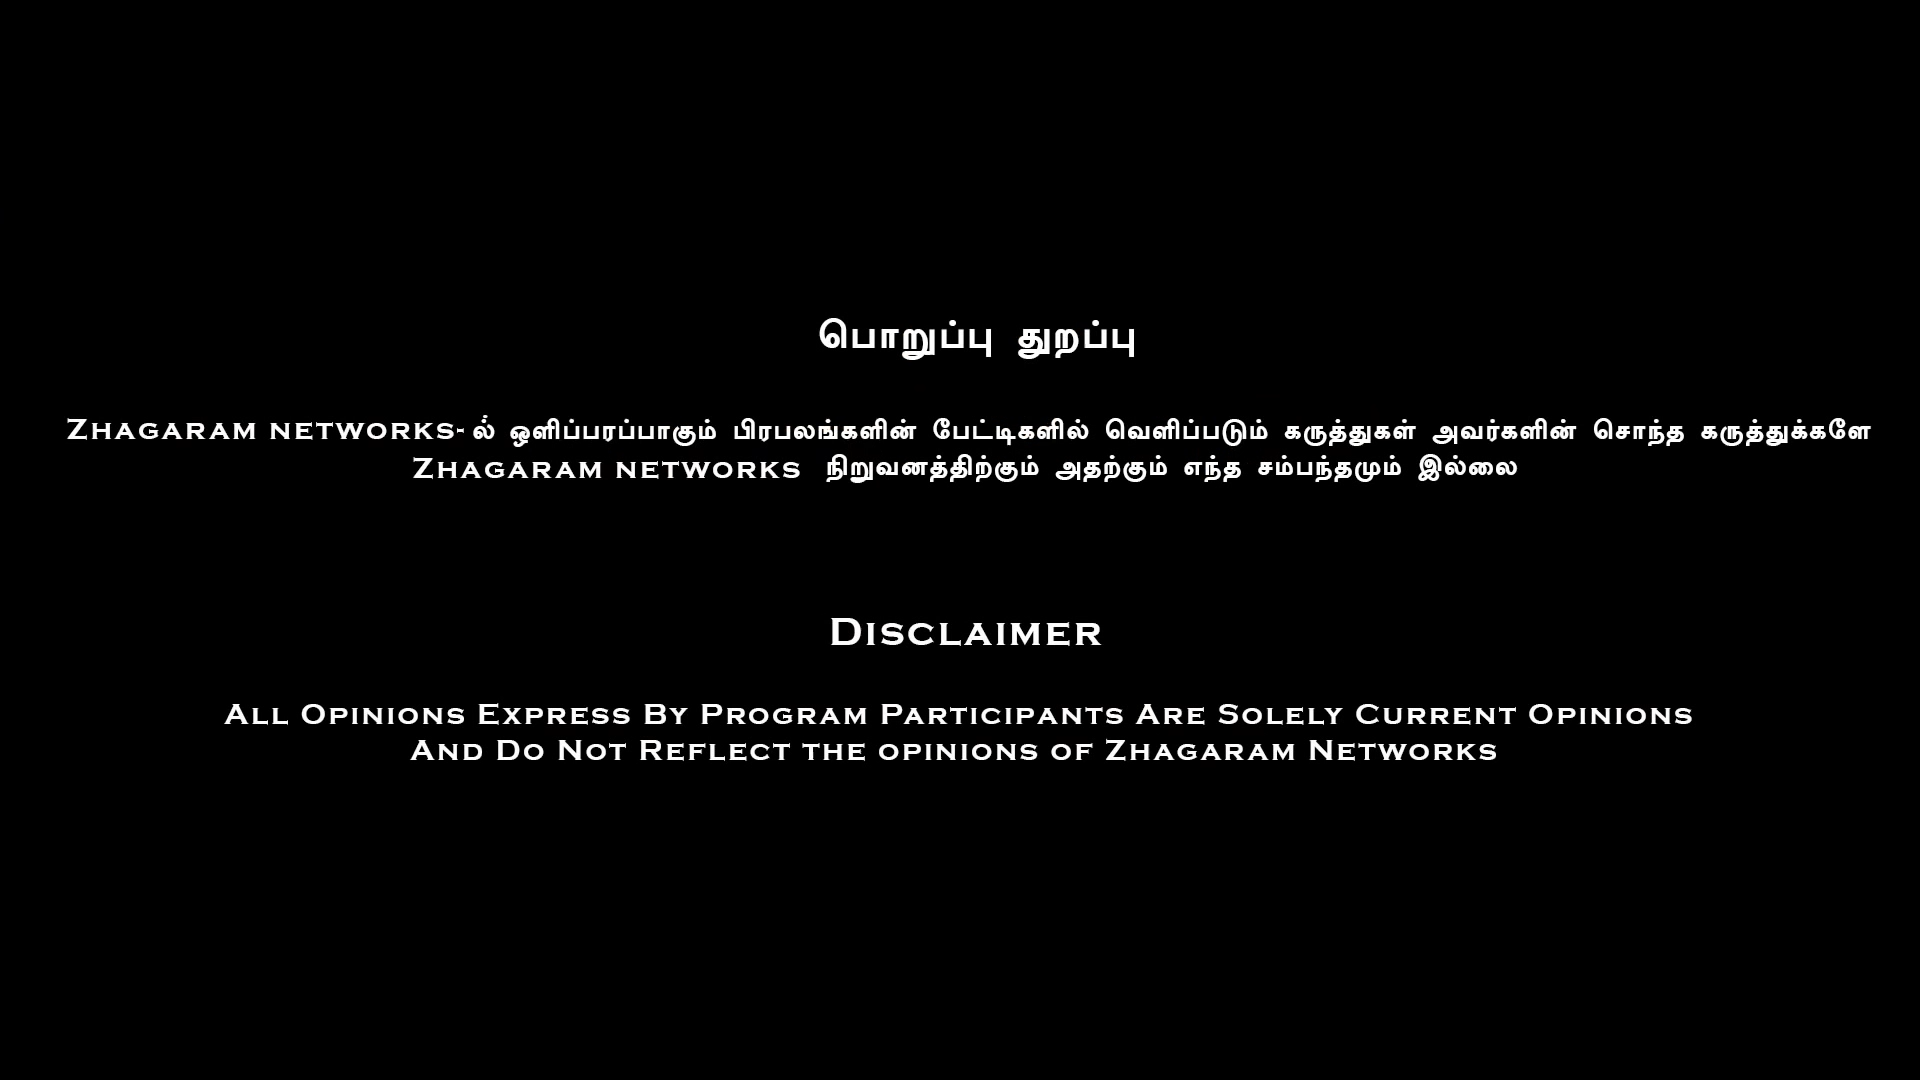 பொறுப்பு துறப்பு
Zhagaram networks-ல் ஒளிப்பரப்பாகும் பிரபலங்களின் பேட்டிகளில் வெளிப்படும் கருத்துகள் அவர்களின் சொந்த கருத்துக்களே
Zhagaram networks நிறுவனத்திற்கும் அதற்கும் எந்த சம்பந்தமும் இல்லை
Disclaimer
All Opinions Express By Program Participants Are Solely Current Opinions
And Do Not Reflect the opinions of Zhagaram Networks